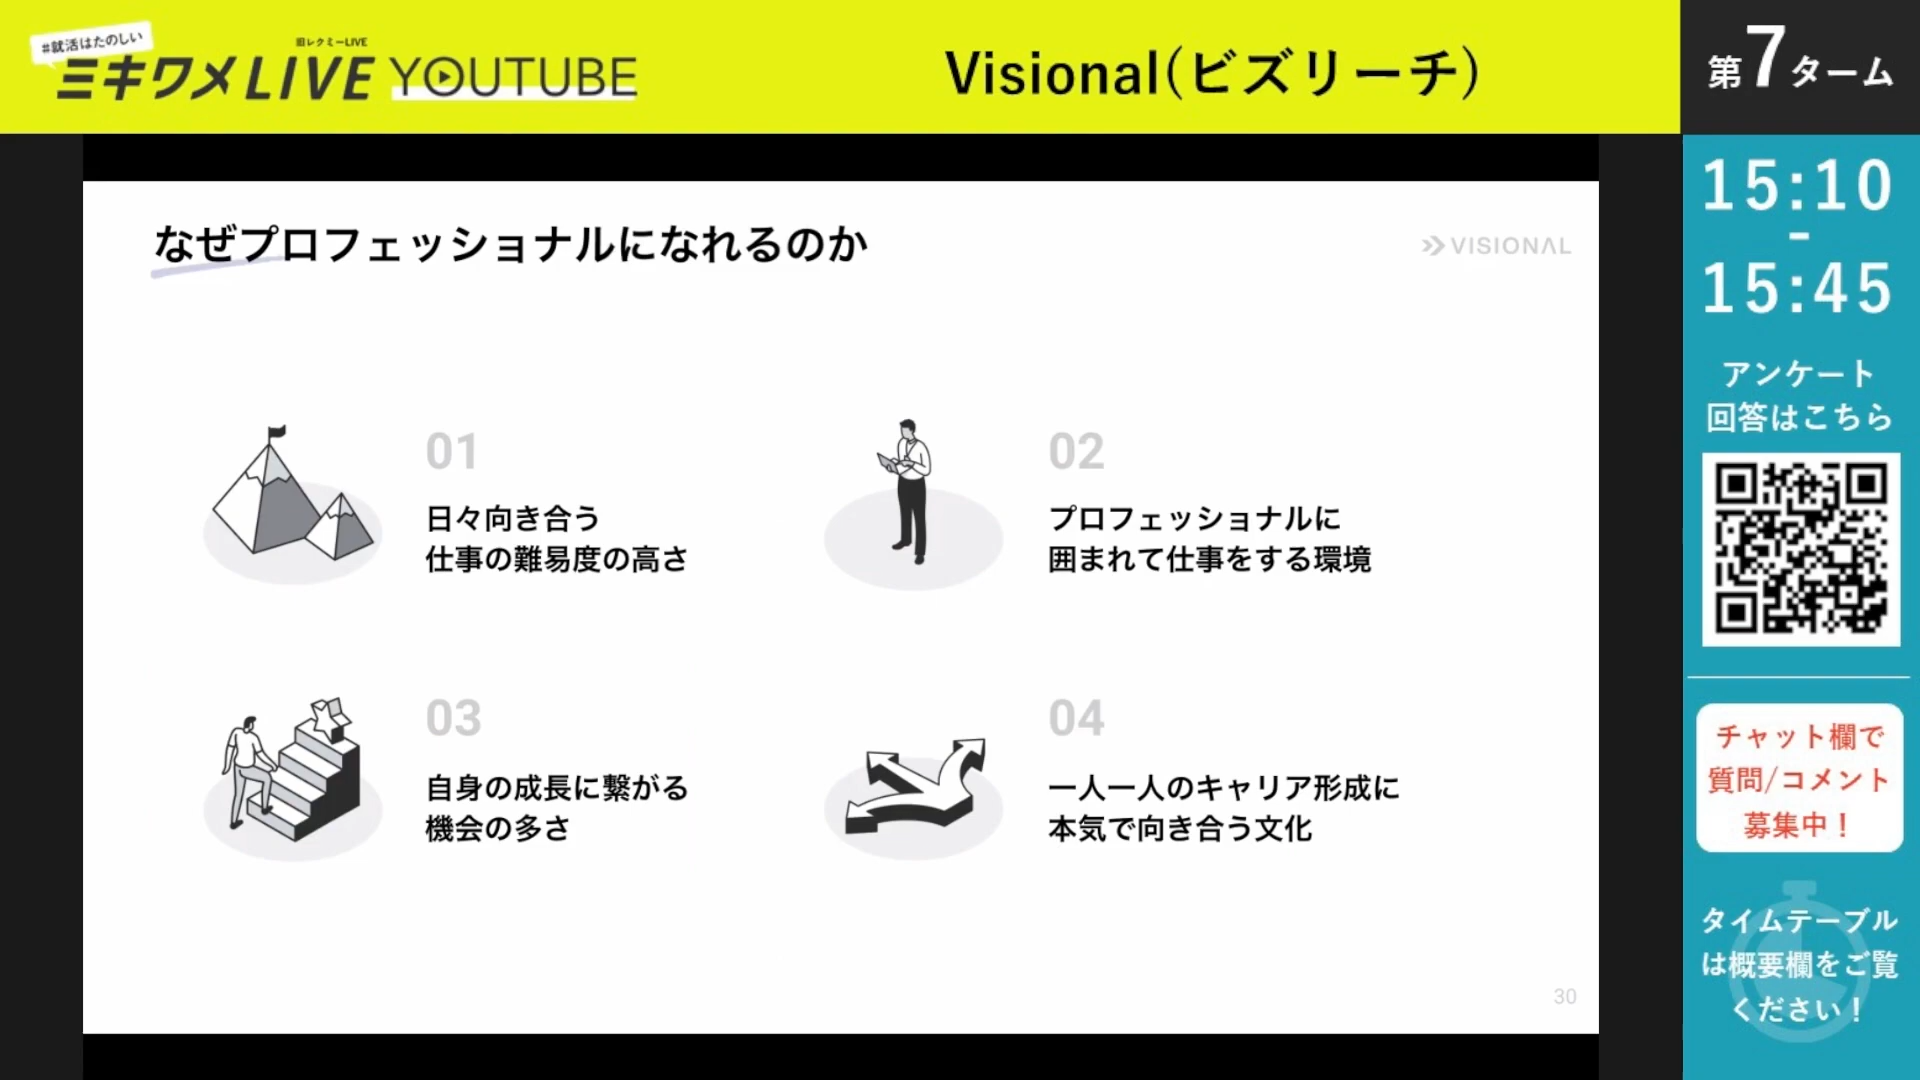 #就活はたのしい
旧レクミーLIVE
ミキワメLIVE YOUTUBE
Visional(ビズリーチ)
第7ターム
なぜプロフェッショナルになれるのか
VISIONAL
01
日々向き合う
仕事の難易度の高さ
02
プロフェッショナルに
囲まれて仕事をする環境
03
自身の成長に繋がる
機会の多さ
04
一人一人のキャリア形成に
本気で向き合う文化
30
15:10
-
15:45
アンケート
回答はこちら
チャット欄で
質問/コメント
募集中！
タイムテーブル
は概要欄をご覧
ください！